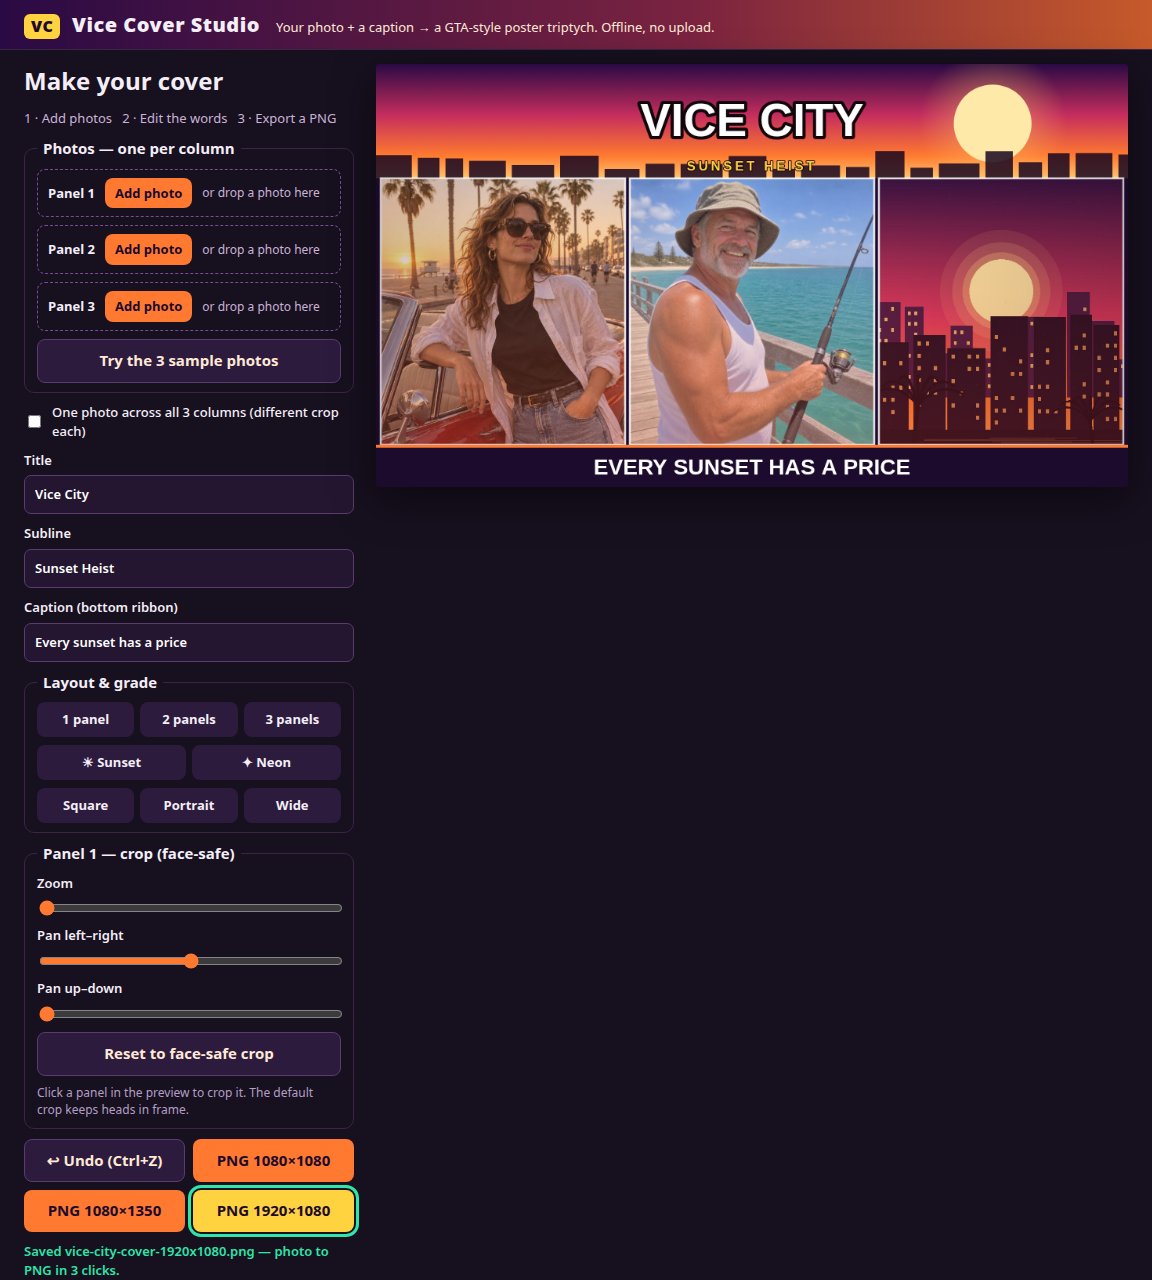 vc Vice Cover Studio Your photo + a caption → a GTA-style poster triptych. Offline, no upload.
Make your cover
1 · Add photos 2 · Edit the words 3 · Export a PNG
Photos — one per column
Panel 1 Add photo or drop a photo here
Panel 2 Add photo or drop a photo here
Panel 3 Add photo or drop a photo here
Try the 3 sample photos
One photo across all 3 columns (different crop
each)
Title
Vice City
Subline
Sunset Heist
Caption (bottom ribbon)
Every sunset has a price
Layout & grade
1 panel 2 panels 3 panels
☀ Sunset ✦ Neon
Square Portrait Wide
Panel 1 — crop (face-safe)
Zoom
Pan left–right
Pan up–down
Reset to face-safe crop
Click a panel in the preview to crop it. The default
crop keeps heads in frame.
↩ Undo (Ctrl+Z) PNG 1080×1080
PNG 1080×1350 PNG 1920×1080
Saved vice-city-cover-1920x1080.png — photo to
PNG in 3 clicks.
VICE CITY
SUNSET HEIST
EVERY SUNSET HAS A PRICE